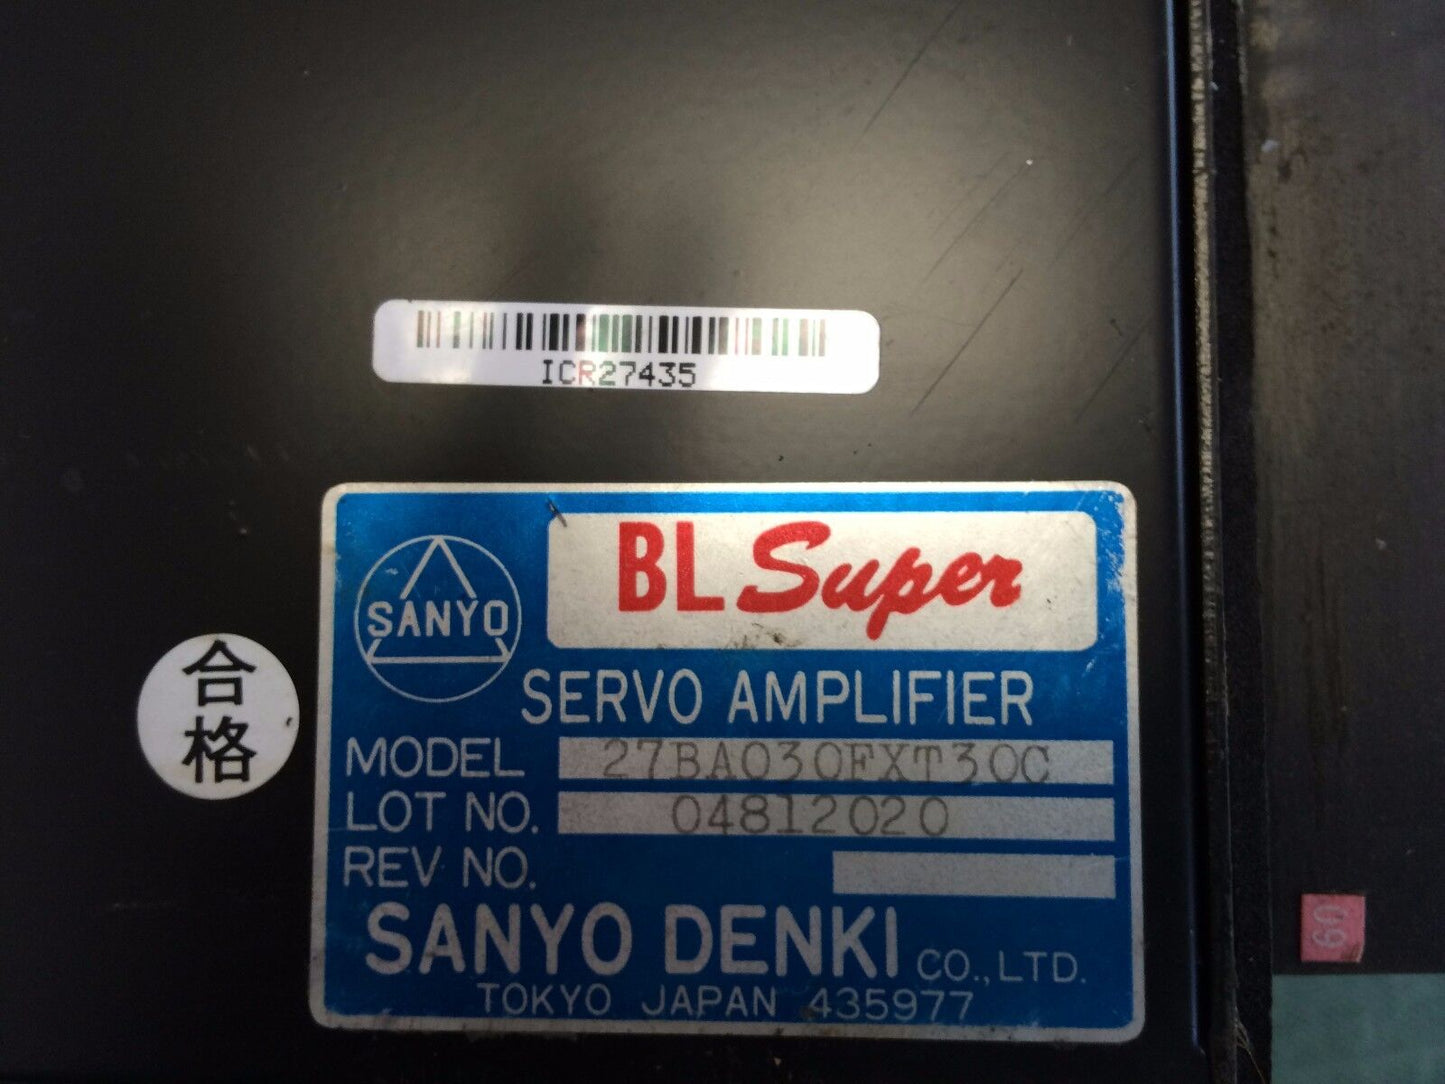 ICR27435
BL Super
SANYO
SERVO AMPLIFIER
合格
MODEL 27BA030FXT30C
LOT NO. 04812020
REV NO.
SANYO DENKI CO., LTD.
TOKYO JAPAN 435977
60